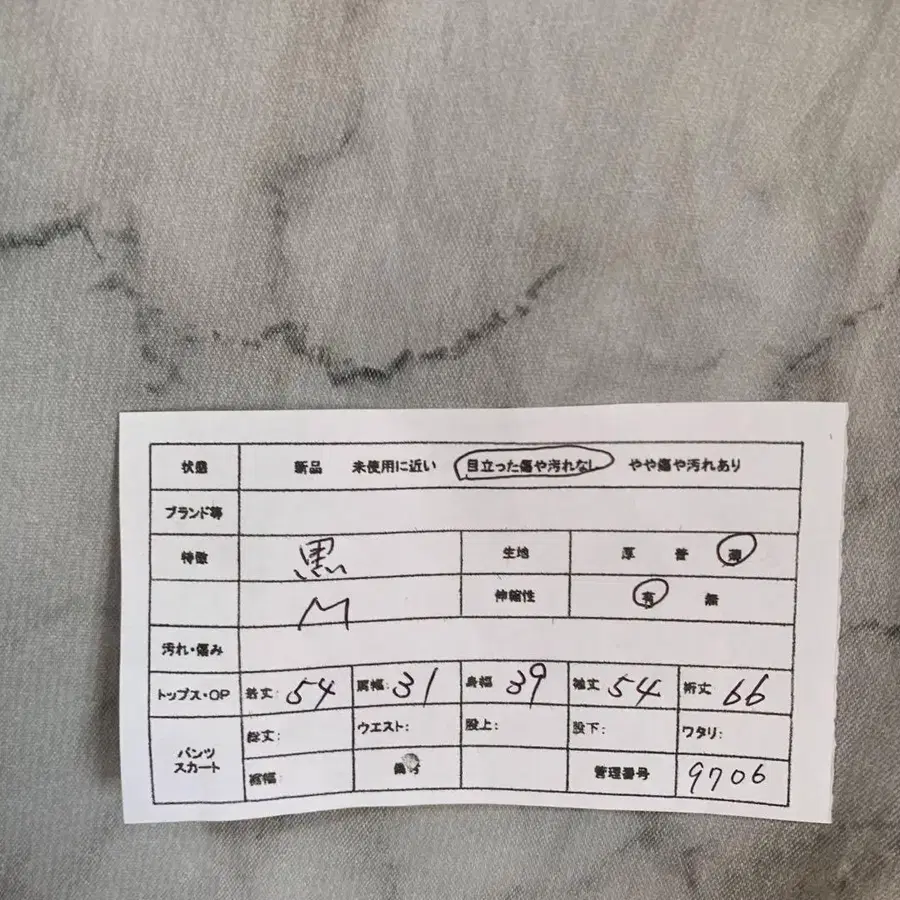 状態 新品 未使用に近い 目立った傷や汚れなし やや傷や汚れあり
ブランド等
特徴 黒 生地 厚 普 薄
M 伸縮性 有 無
汚れ・傷み
トップス・OP 着丈: 54 肩幅: 31 身幅 39 袖丈 54 裄丈 66
パンツ スカート 総丈: ウエスト: 股上: 股下: ワタリ:
裾幅: 備考 管理番号 9706